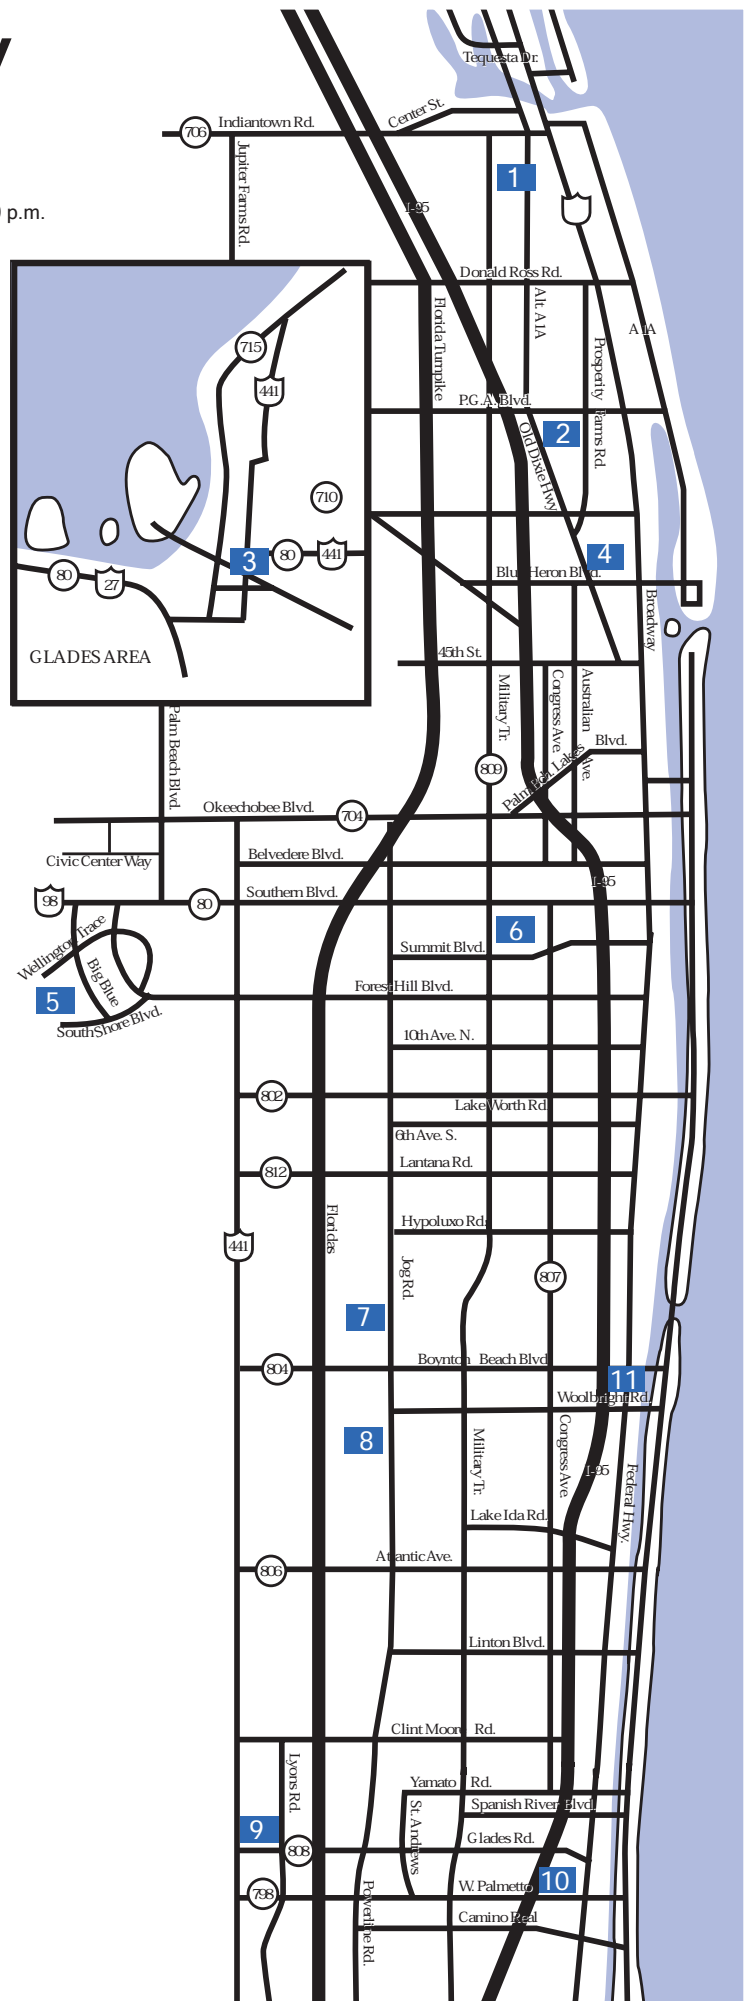 y
Tequesta Dr.
Center St.
Indiantown Rd.
706
Jupiter Farms Rd.
1
p.m.
I-95
Donald Ross Rd.
Florida Turnpike
Alt. A1A
A1A
Prosperity Farms Rd.
715
441
P.G.A. Blvd.
Old Dixie Hwy
2
710
3
80
441
4
80
27
Blue Heron Blvd.
Broadway
GLADES AREA
45th St.
Military Tr.
Congress Ave.
Australian Ave.
Palm Beach Blvd.
Palm Bch. Lakes Blvd.
809
Okeechobee Blvd.
704
Civic Center Way
Belvedere Blvd.
I-95
98
80
Southern Blvd.
Wellington Trace
6
Summit Blvd.
Big Blue
5
Forest Hill Blvd.
South Shore Blvd.
10th Ave. N.
802
Lake Worth Rd.
6th Ave. S.
812
Lantana Rd.
Floridas
Hypoluxo Rd.
441
Jog Rd.
807
7
804
Boynton Beach Blvd.
11
Woolbright Rd.
8
Military Tr.
Congress Ave.
I-95
Federal Hwy.
Lake Ida Rd.
806
Atlantic Ave.
Linton Blvd.
Clint Moore Rd.
Lyons Rd.
Yamato Rd.
St. Andrews
Spanish River Blvd.
9
808
Glades Rd.
798
10
W. Palmetto
Powerline Rd.
Camino Real